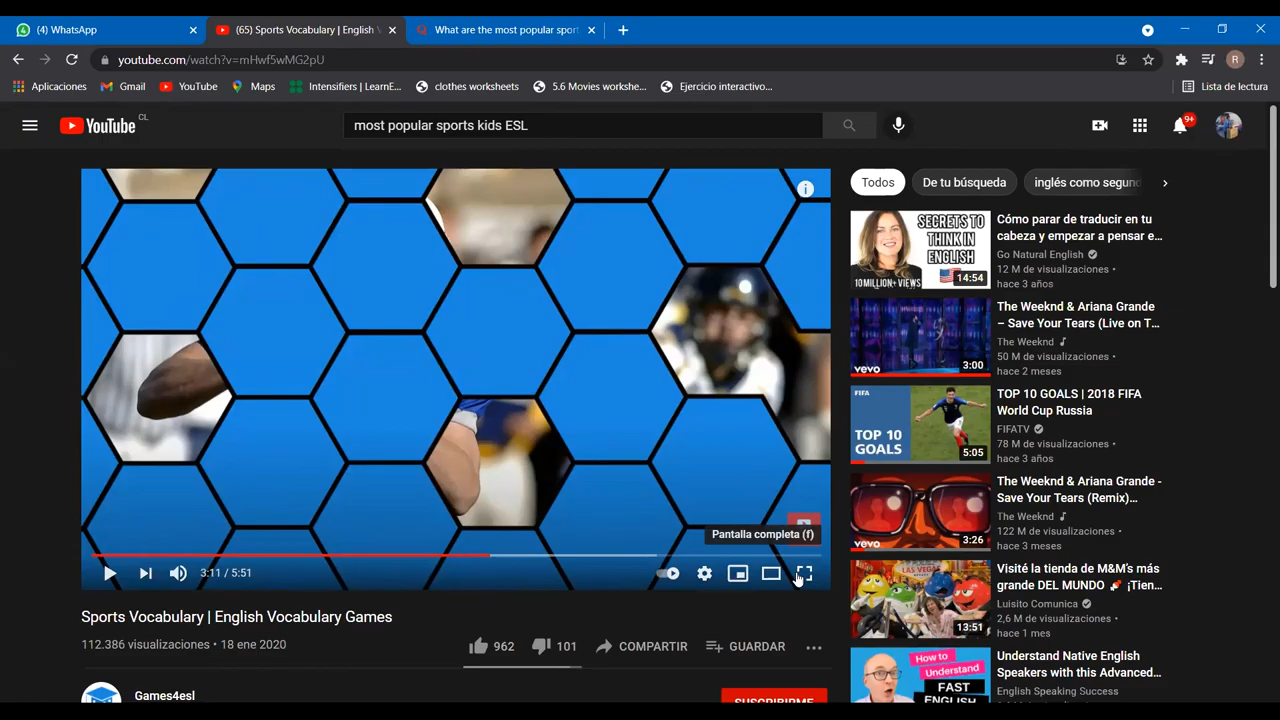 (4) WhatsApp
(65) Sports Vocabulary | English V
What are the most popular sport
youtube.com/watch?v=mHwf5wMG2pU
R
Aplicaciones
Gmail
YouTube
Maps
Intensifiers | LearnE...
clothes worksheets
5.6 Movies workshe...
Ejercicio interactivo...
Lista de lectura
YouTube CL
most popular sports kids ESL
9+
Todos
De tu búsqueda
inglés como segund
SECRETS TO THINK IN ENGLISH
10 MILLION+ VIEWS
14:54
Cómo parar de traducir en tu cabeza y empezar a pensar e...
Go Natural English
12 M de visualizaciones •
hace 3 años
vevo
3:00
The Weeknd & Ariana Grande – Save Your Tears (Live on T...
The Weeknd
50 M de visualizaciones •
hace 2 meses
FIFA
TOP 10 GOALS
5:05
TOP 10 GOALS | 2018 FIFA World Cup Russia
FIFATV
78 M de visualizaciones •
hace 3 años
vevo
3:26
The Weeknd & Ariana Grande - Save Your Tears (Remix)...
The Weeknd
122 M de visualizaciones •
hace 3 meses
13:51
Visité la tienda de M&M's más grande DEL MUNDO 🚀 ¡Tien...
Luisito Comunica
2,6 M de visualizaciones •
hace 1 mes
How to Understand
FAST ENGLISH
Understand Native English Speakers with this Advanced...
English Speaking Success
Pantalla completa (f)
3:11 / 5:51
Sports Vocabulary | English Vocabulary Games
112.386 visualizaciones • 18 ene 2020
962
101
COMPARTIR
GUARDAR
Games4esl
SUSCRIBIRME